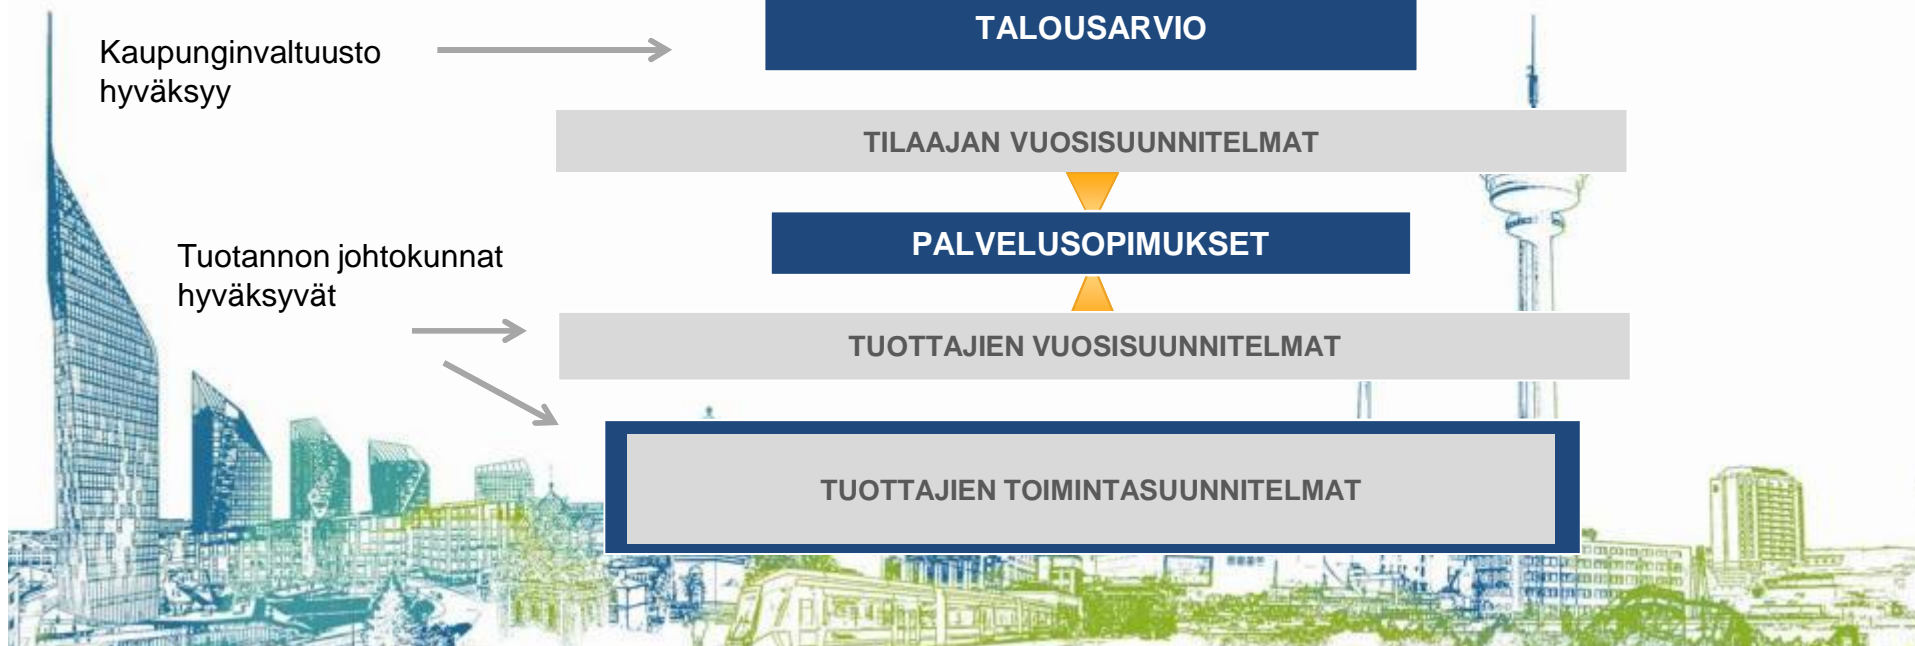 TALOUSARVIO
Kaupunginvaltuusto
hyväksyy
TILAAJAN VUOSISUUNNITELMAT
PALVELUSOPIMUKSET
Tuotannon johtokunnat
hyväksyvät
TUOTTAJIEN VUOSISUUNNITELMAT
TUOTTAJIEN TOIMINTASUUNNITELMAT